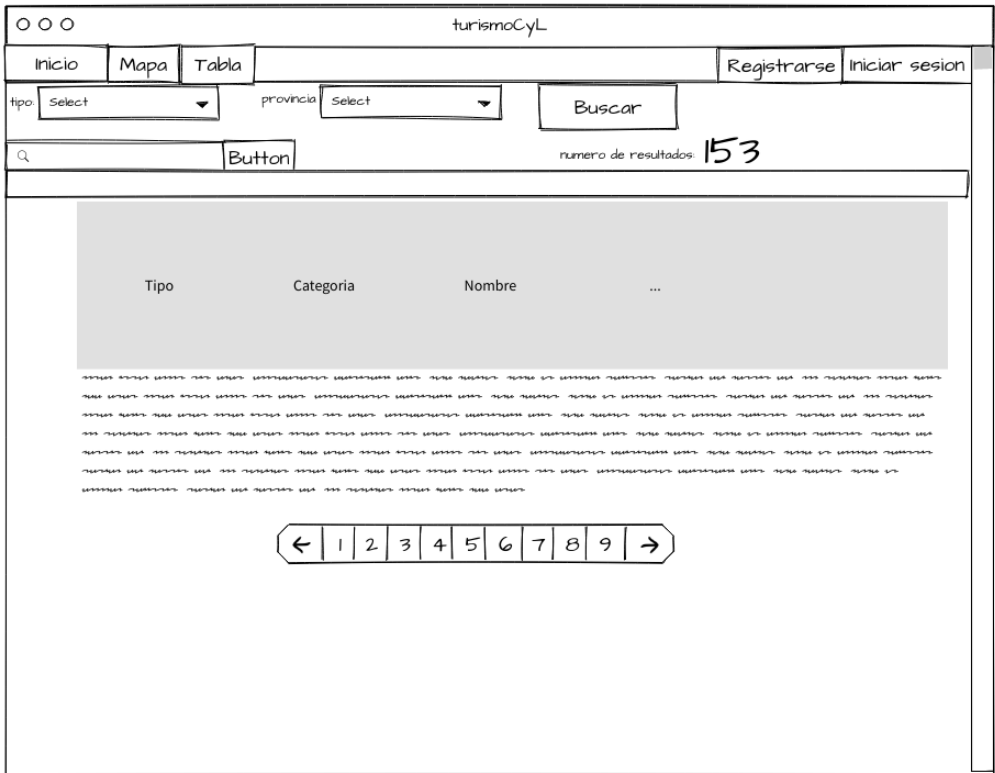 turismoCyL
Inicio Mapa Tabla Registrarse Iniciar sesion
tipo: Select provincia Select Buscar
Button numero de resultados: 153
Tipo Categoria Nombre ...
← 1 2 3 4 5 6 7 8 9 →